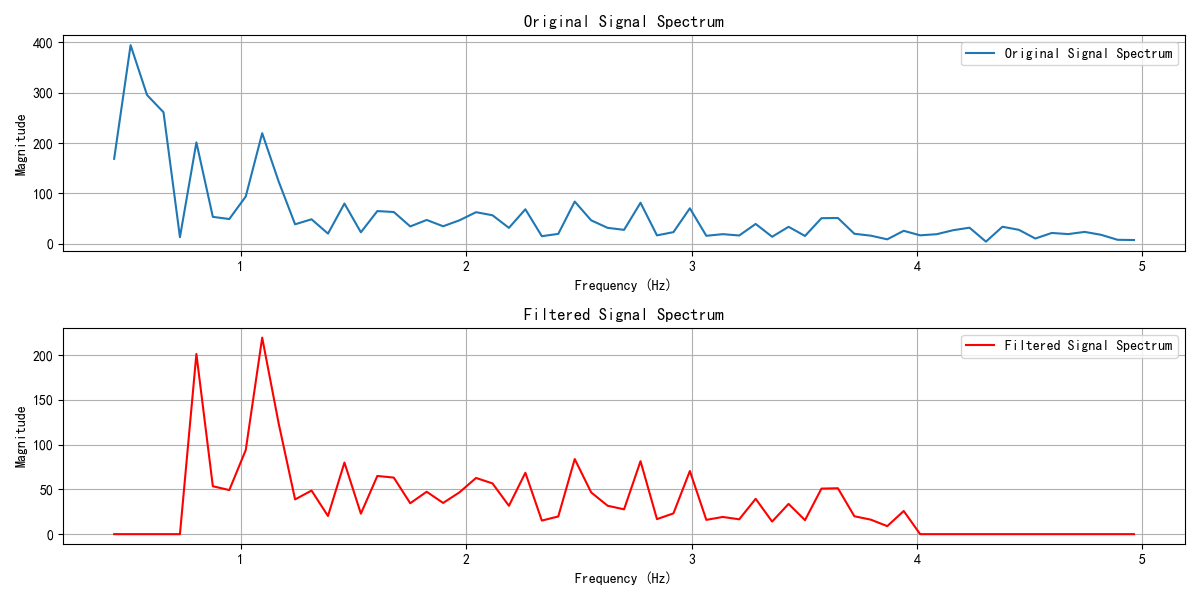 Original Signal Spectrum
400
300
200
100
0
Magnitude
Original Signal Spectrum
1
2
3
4
5
Frequency (Hz)
Filtered Signal Spectrum
200
150
100
50
0
Magnitude
Filtered Signal Spectrum
1
2
3
4
5
Frequency (Hz)